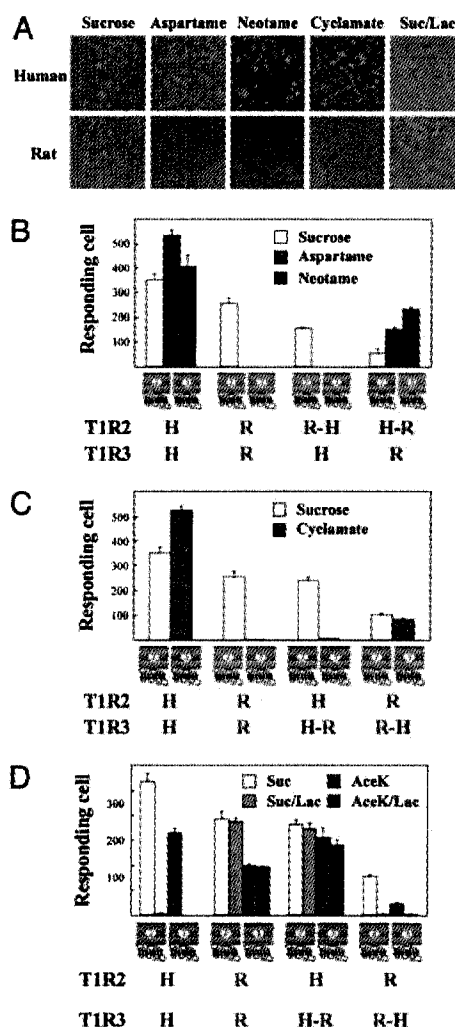 A
Sucrose Aspartame Neotame Cyclamate Suc/Lac
Human
Rat
B
Responding cell
500
400
300
200
100
Sucrose
Aspartame
Neotame
T1R2 H R R-H H-R
T1R3 H R H R
C
Responding cell
500
400
300
200
100
Sucrose
Cyclamate
T1R2 H R H R
T1R3 H R H-R R-H
D
Responding cell
300
200
100
Suc AceK
Suc/Lac AceK/Lac
T1R2 H R H R
T1R3 H R H-R R-H